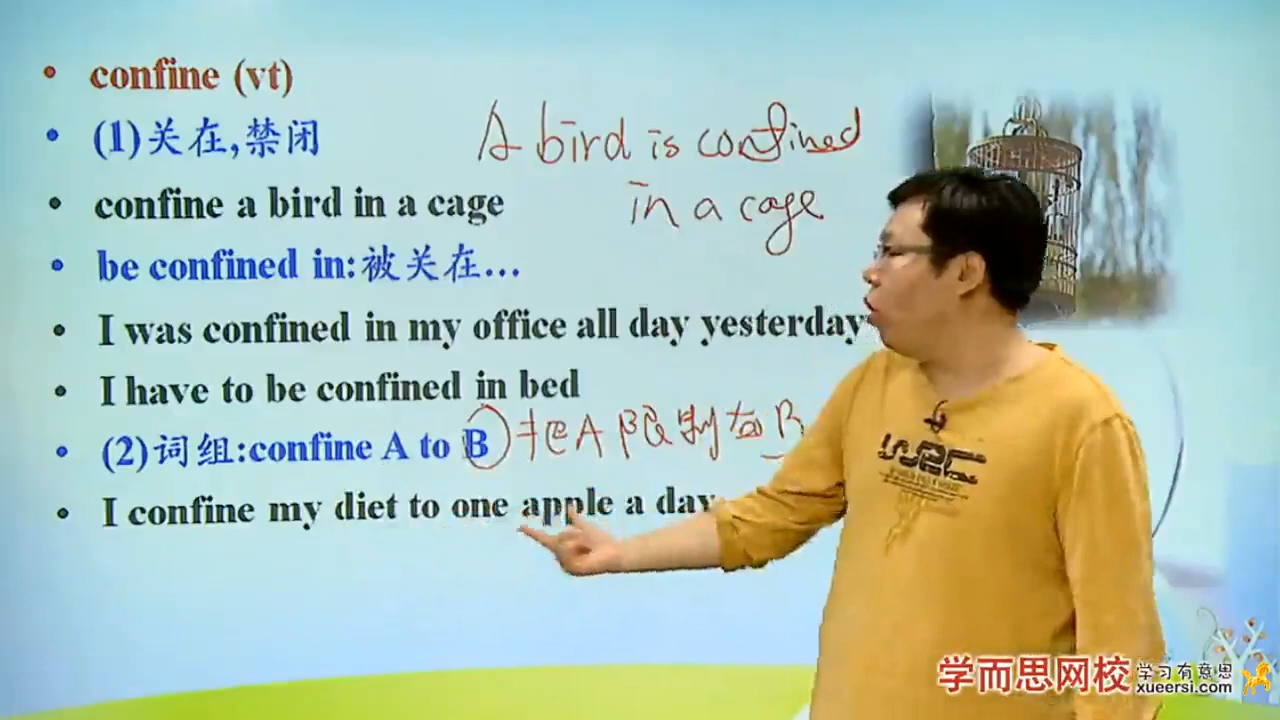 • confine (vt)
• (1)关在,禁闭
A bird is confined
in a cage
• confine a bird in a cage
• be confined in:被关在…
• I was confined in my office all day yesterday
• I have to be confined in bed
• (2)词组:confine A to B
把A限制在B
• I confine my diet to one apple a day
学而思网校
学习有意思
xueersi.com